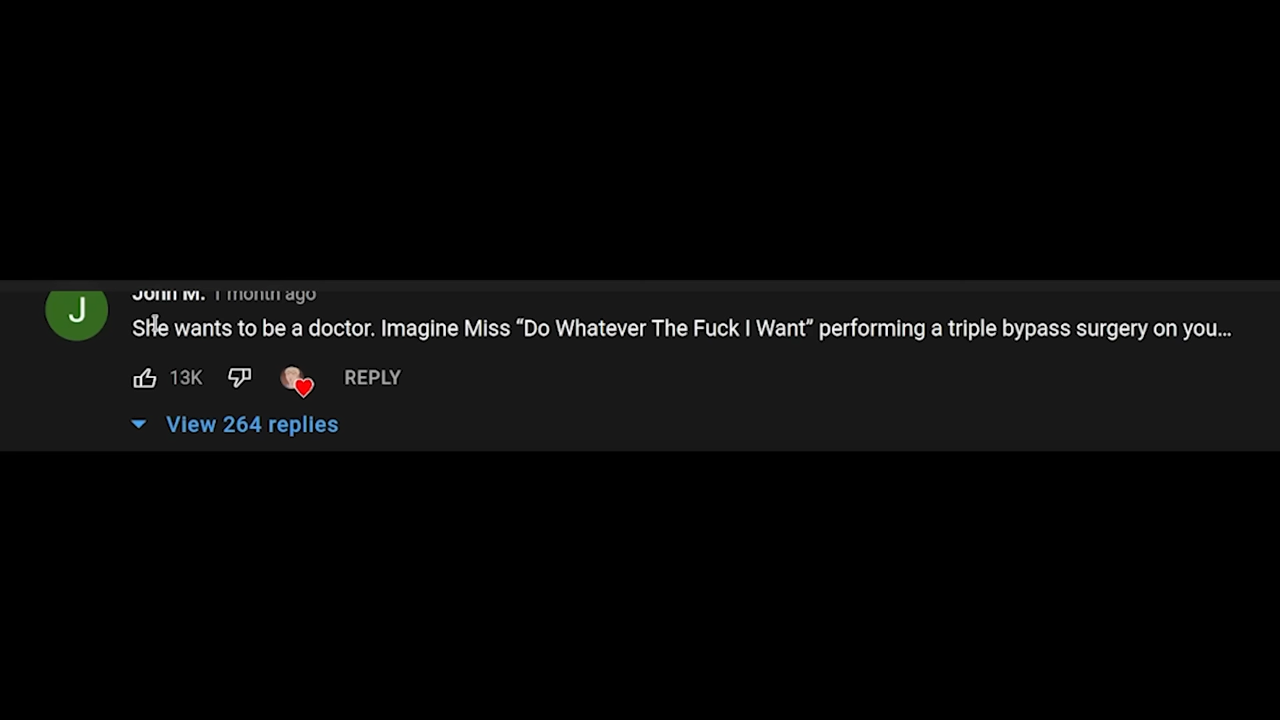 J
John M. 1 month ago
She wants to be a doctor. Imagine Miss “Do Whatever The Fuck I Want” performing a triple bypass surgery on you...
13K REPLY
View 264 replies